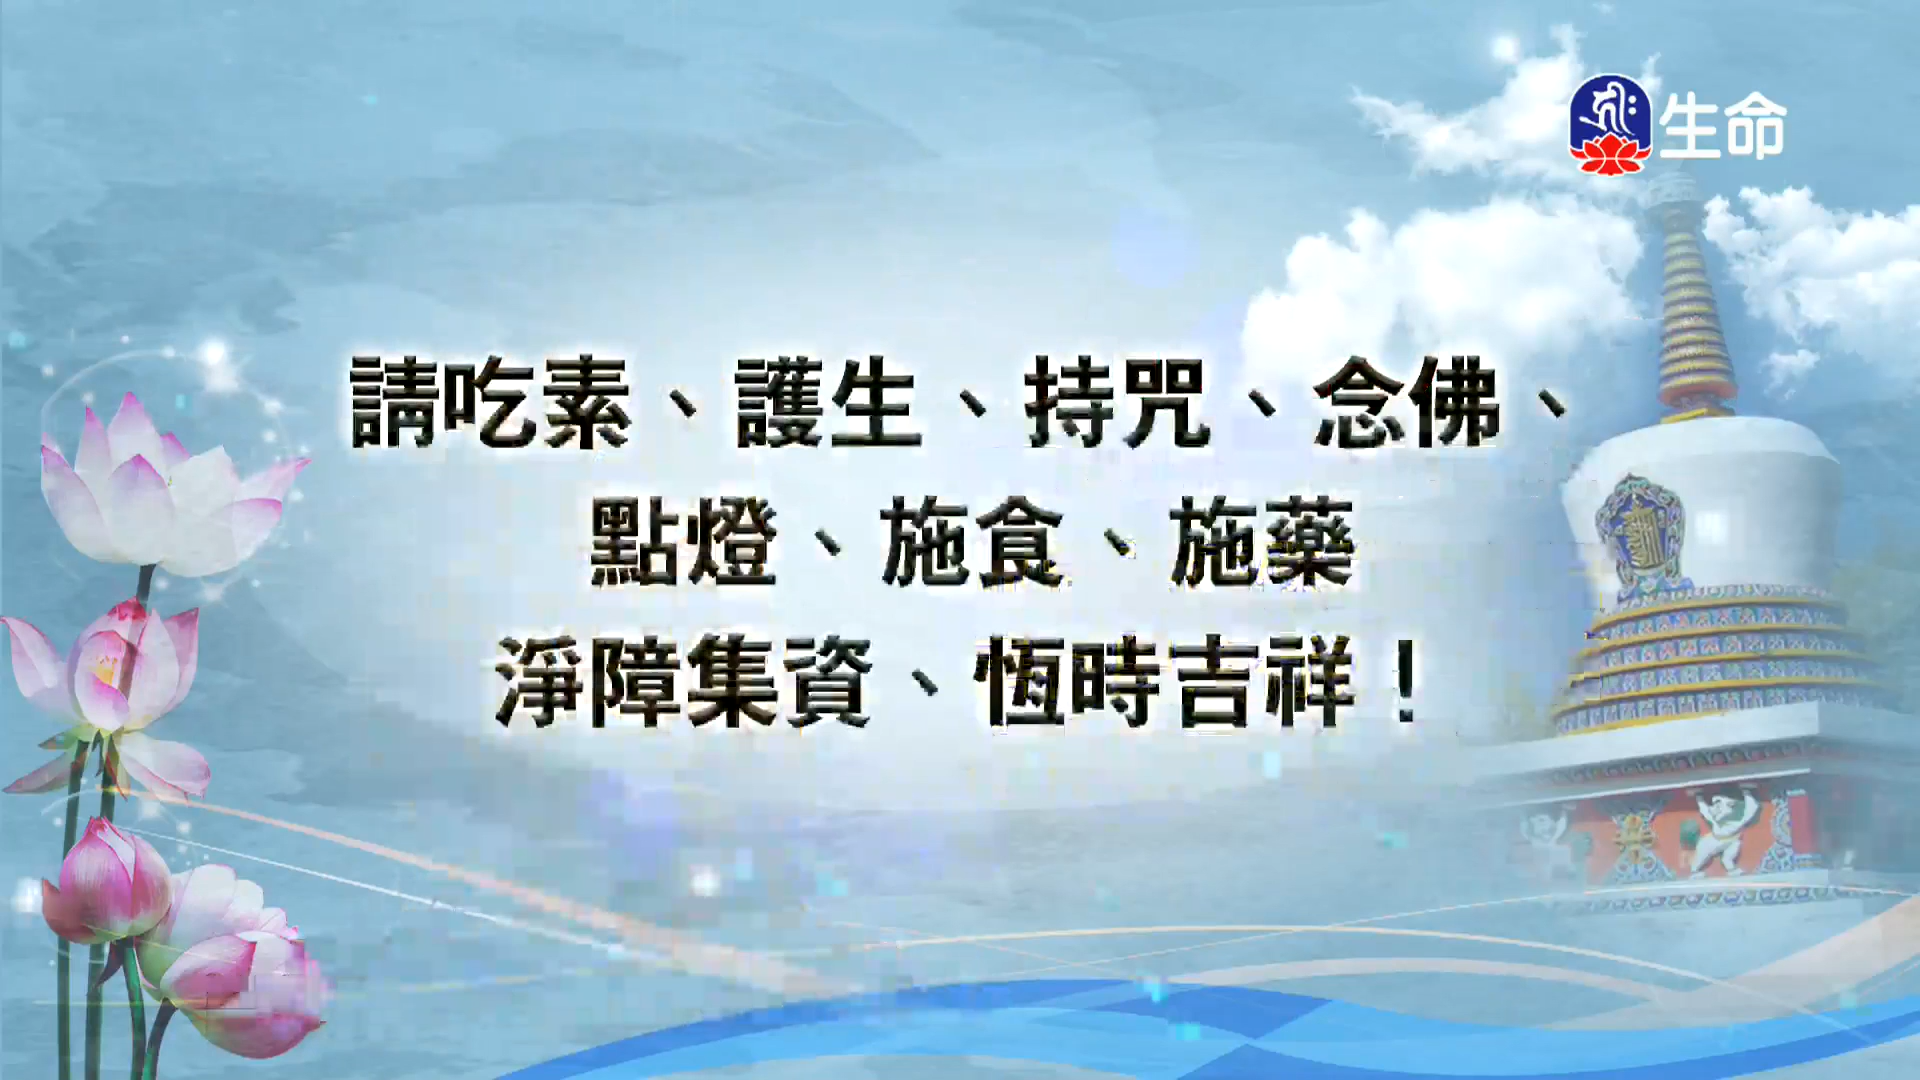 生命
請吃素、護生、持咒、念佛、
點燈、施食、施藥
淨障集資、恆時吉祥！